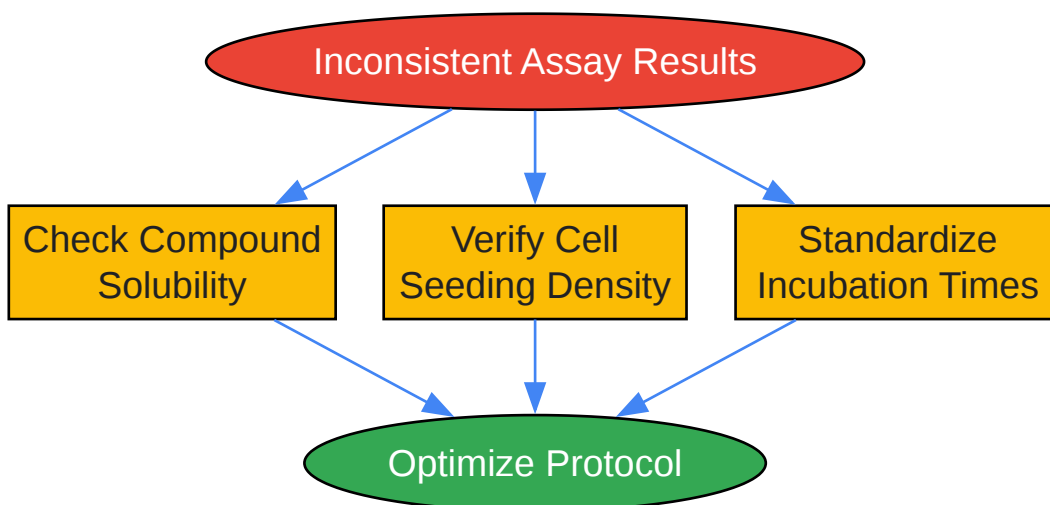 Inconsistent Assay Results
Check Compound
Solubility
Verify Cell
Seeding Density
Standardize
Incubation Times
Optimize Protocol